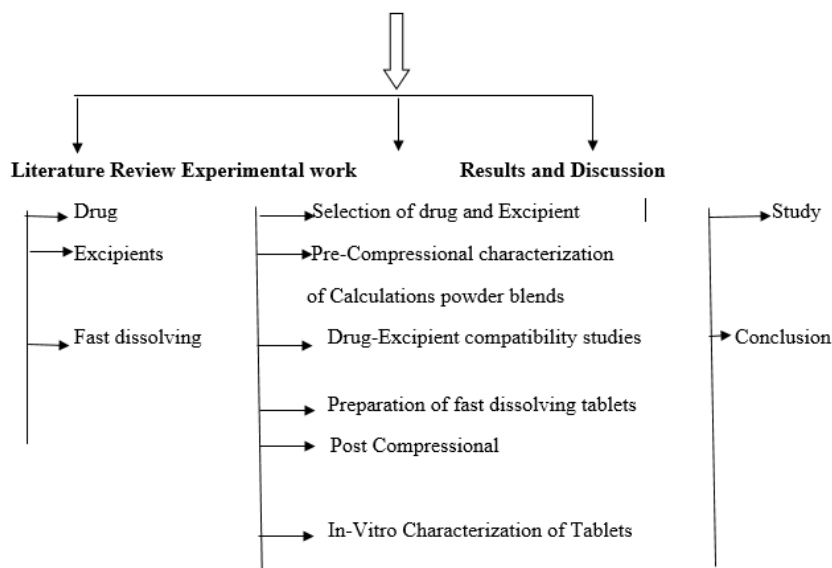 Literature Review Experimental work Results and Discussion
Drug Selection of drug and Excipient Study
Excipients Pre-Compressional characterization
of Calculations powder blends
Fast dissolving Drug-Excipient compatibility studies Conclusion
Preparation of fast dissolving tablets
Post Compressional
In-Vitro Characterization of Tablets